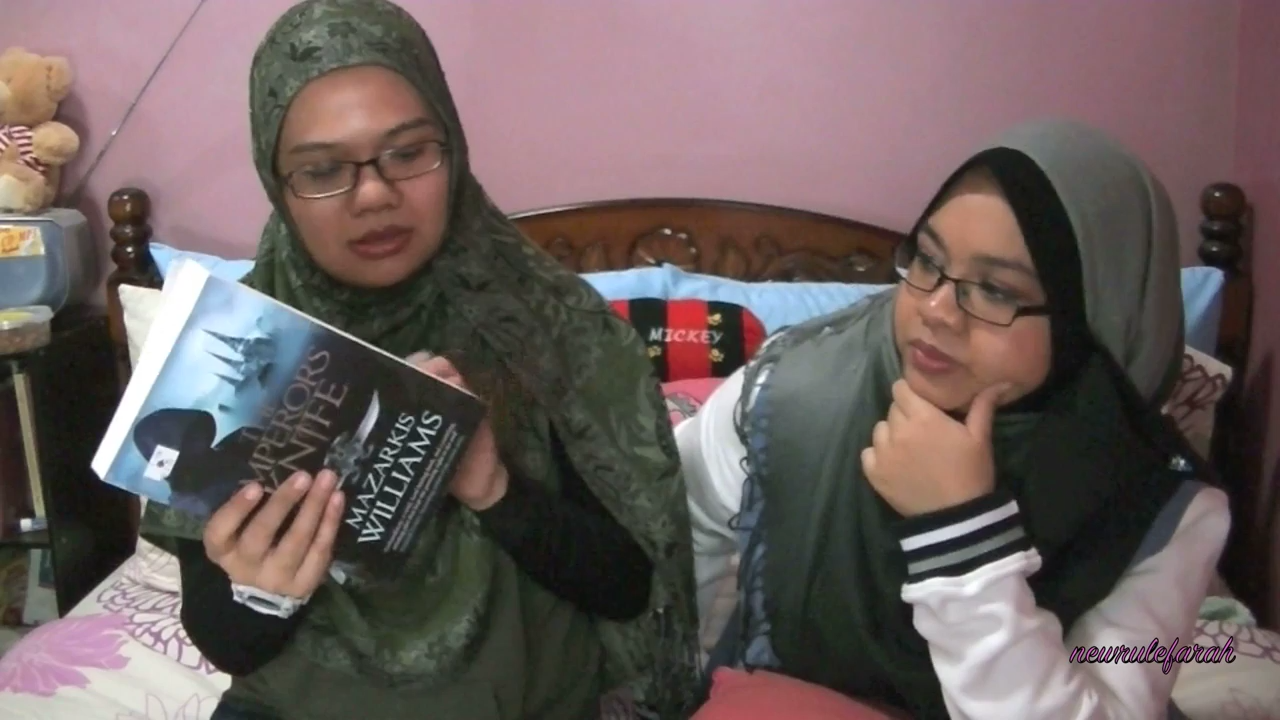 THE
EMPERORS
KNIFE
MAZARKIS
WILLIAMS
MICKEY
newrulefarah